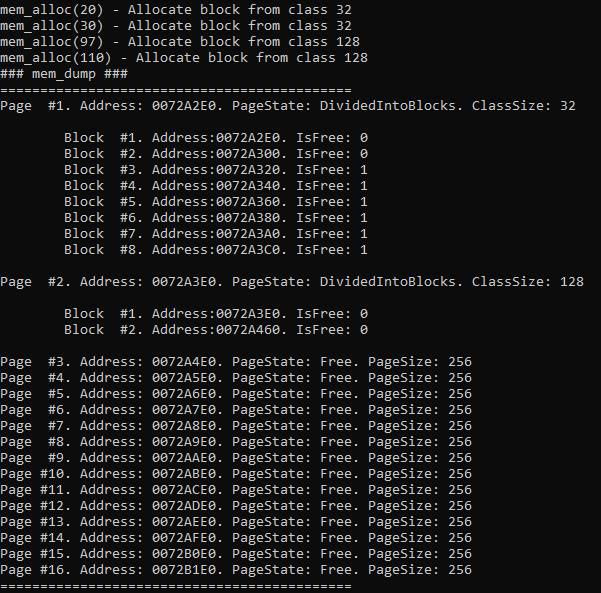 mem_alloc(20) - Allocate block from class 32
mem_alloc(30) - Allocate block from class 32
mem_alloc(97) - Allocate block from class 128
mem_alloc(110) - Allocate block from class 128
### mem_dump ###
============================================
Page  #1. Address: 0072A2E0. PageState: DividedIntoBlocks. ClassSize: 32
Block  #1. Address:0072A2E0. IsFree: 0
Block  #2. Address:0072A300. IsFree: 0
Block  #3. Address:0072A320. IsFree: 1
Block  #4. Address:0072A340. IsFree: 1
Block  #5. Address:0072A360. IsFree: 1
Block  #6. Address:0072A380. IsFree: 1
Block  #7. Address:0072A3A0. IsFree: 1
Block  #8. Address:0072A3C0. IsFree: 1
Page  #2. Address: 0072A3E0. PageState: DividedIntoBlocks. ClassSize: 128
Block  #1. Address:0072A3E0. IsFree: 0
Block  #2. Address:0072A460. IsFree: 0
Page  #3. Address: 0072A4E0. PageState: Free. PageSize: 256
Page  #4. Address: 0072A5E0. PageState: Free. PageSize: 256
Page  #5. Address: 0072A6E0. PageState: Free. PageSize: 256
Page  #6. Address: 0072A7E0. PageState: Free. PageSize: 256
Page  #7. Address: 0072A8E0. PageState: Free. PageSize: 256
Page  #8. Address: 0072A9E0. PageState: Free. PageSize: 256
Page  #9. Address: 0072AAE0. PageState: Free. PageSize: 256
Page #10. Address: 0072ABE0. PageState: Free. PageSize: 256
Page #11. Address: 0072ACE0. PageState: Free. PageSize: 256
Page #12. Address: 0072ADE0. PageState: Free. PageSize: 256
Page #13. Address: 0072AEE0. PageState: Free. PageSize: 256
Page #14. Address: 0072AFE0. PageState: Free. PageSize: 256
Page #15. Address: 0072B0E0. PageState: Free. PageSize: 256
Page #16. Address: 0072B1E0. PageState: Free. PageSize: 256
============================================